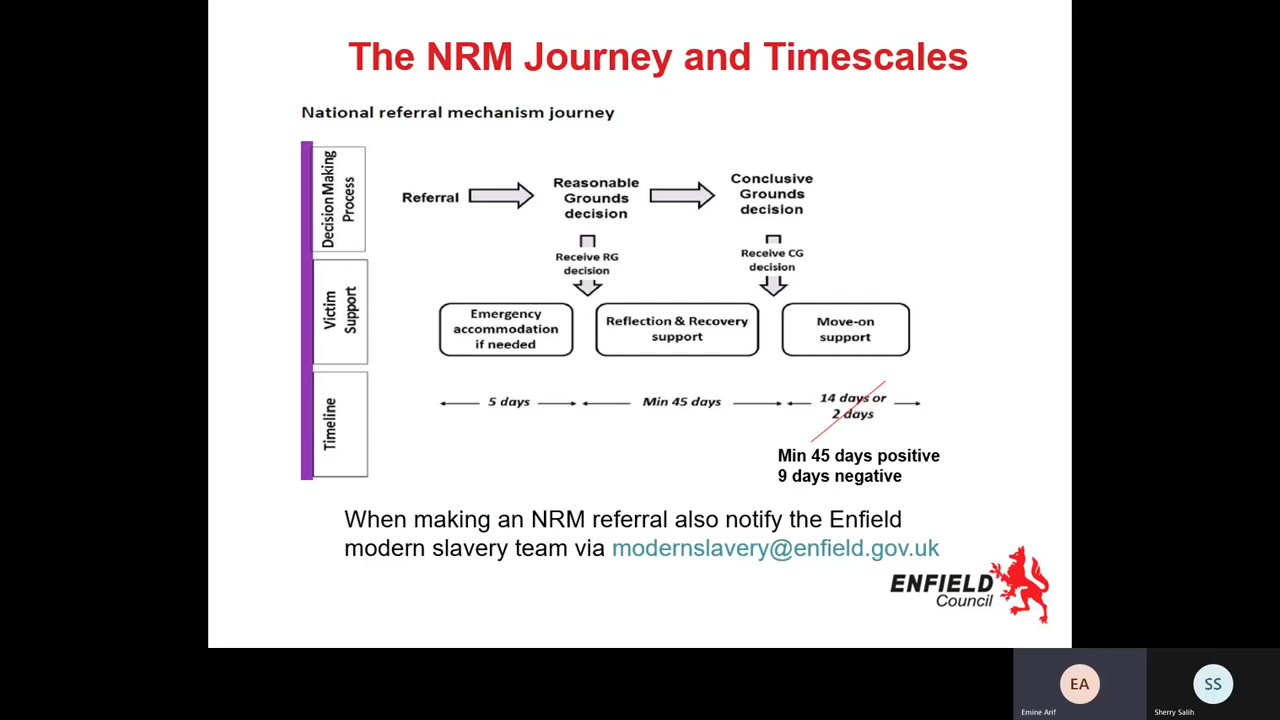 The NRM Journey and Timescales
National referral mechanism journey
Decision Making
Process
Referral
Reasonable
Grounds
decision
Conclusive
Grounds
decision
Receive RG
decision
Receive CG
decision
Victim
Support
Emergency
accommodation
if needed
Reflection & Recovery
support
Move-on
support
Timeline
5 days
Min 45 days
14 days or
2 days
Min 45 days positive
9 days negative
When making an NRM referral also notify the Enfield
modern slavery team via modernslavery@enfield.gov.uk
ENFIELD
Council
EA
Emine Arif
SS
Sherry Salih